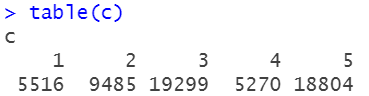 > table(c)
c
1 2 3 4 5
5516 9485 19299 5270 18804